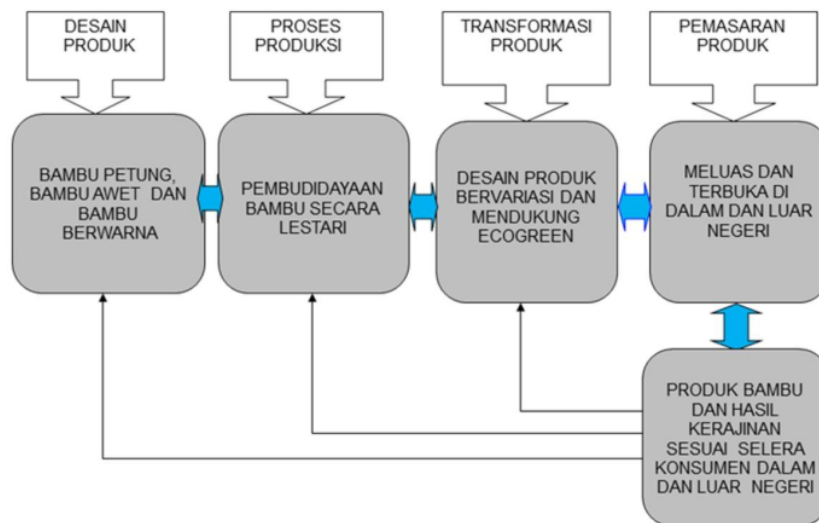 DESAIN
PRODUK
PROSES
PRODUKSI
TRANSFORMASI
PRODUK
PEMASARAN
PRODUK
BAMBU PETUNG,
BAMBU AWET DAN
BAMBU
BERWARNA
PEMBUDIDAYAAN
BAMBU SECARA
LESTARI
DESAIN PRODUK
BERVARIASI DAN
MENDUKUNG
ECOGREEN
MELUAS DAN
TERBUKA DI
DALAM DAN LUAR
NEGERI
PRODUK BAMBU
DAN HASIL
KERAJINAN
SESUAI SELERA
KONSUMEN DALAM
DAN LUAR NEGERI